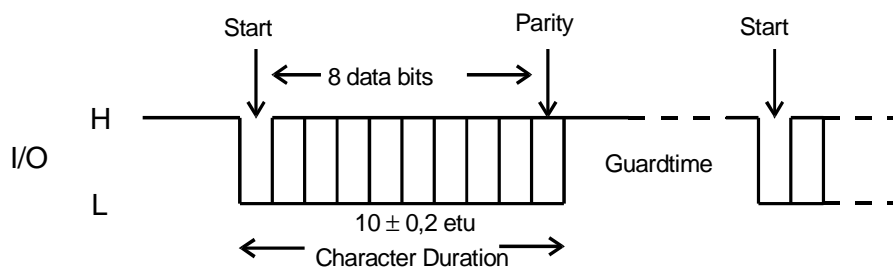 Start
Parity
Start
8 data bits
H
I/O
Guardtime
L
10 ± 0,2 etu
Character Duration